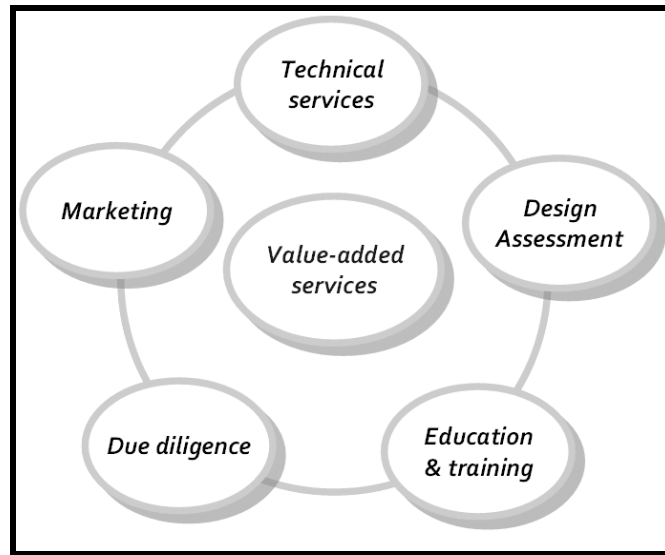 Technical
services
Marketing
Design
Assessment
Value-added
services
Due diligence
Education
& training